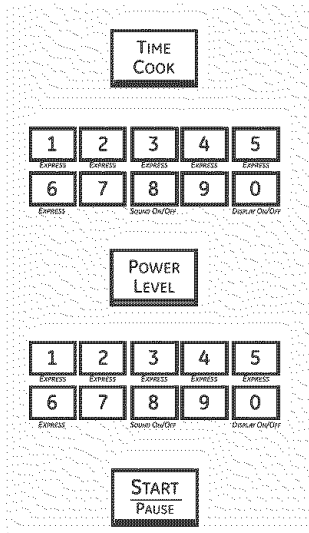 TIME
COOK
1 2 3 4 5
EXPRESS EXPRESS EXPRESS EXPRESS EXPRESS
6 7 8 9 0
EXPRESS SOUND ON/OFF DISPLAY ON/OFF
POWER
LEVEL
1 2 3 4 5
EXPRESS EXPRESS EXPRESS EXPRESS EXPRESS
6 7 8 9 0
EXPRESS SOUND ON/OFF DISPLAY ON/OFF
START
PAUSE